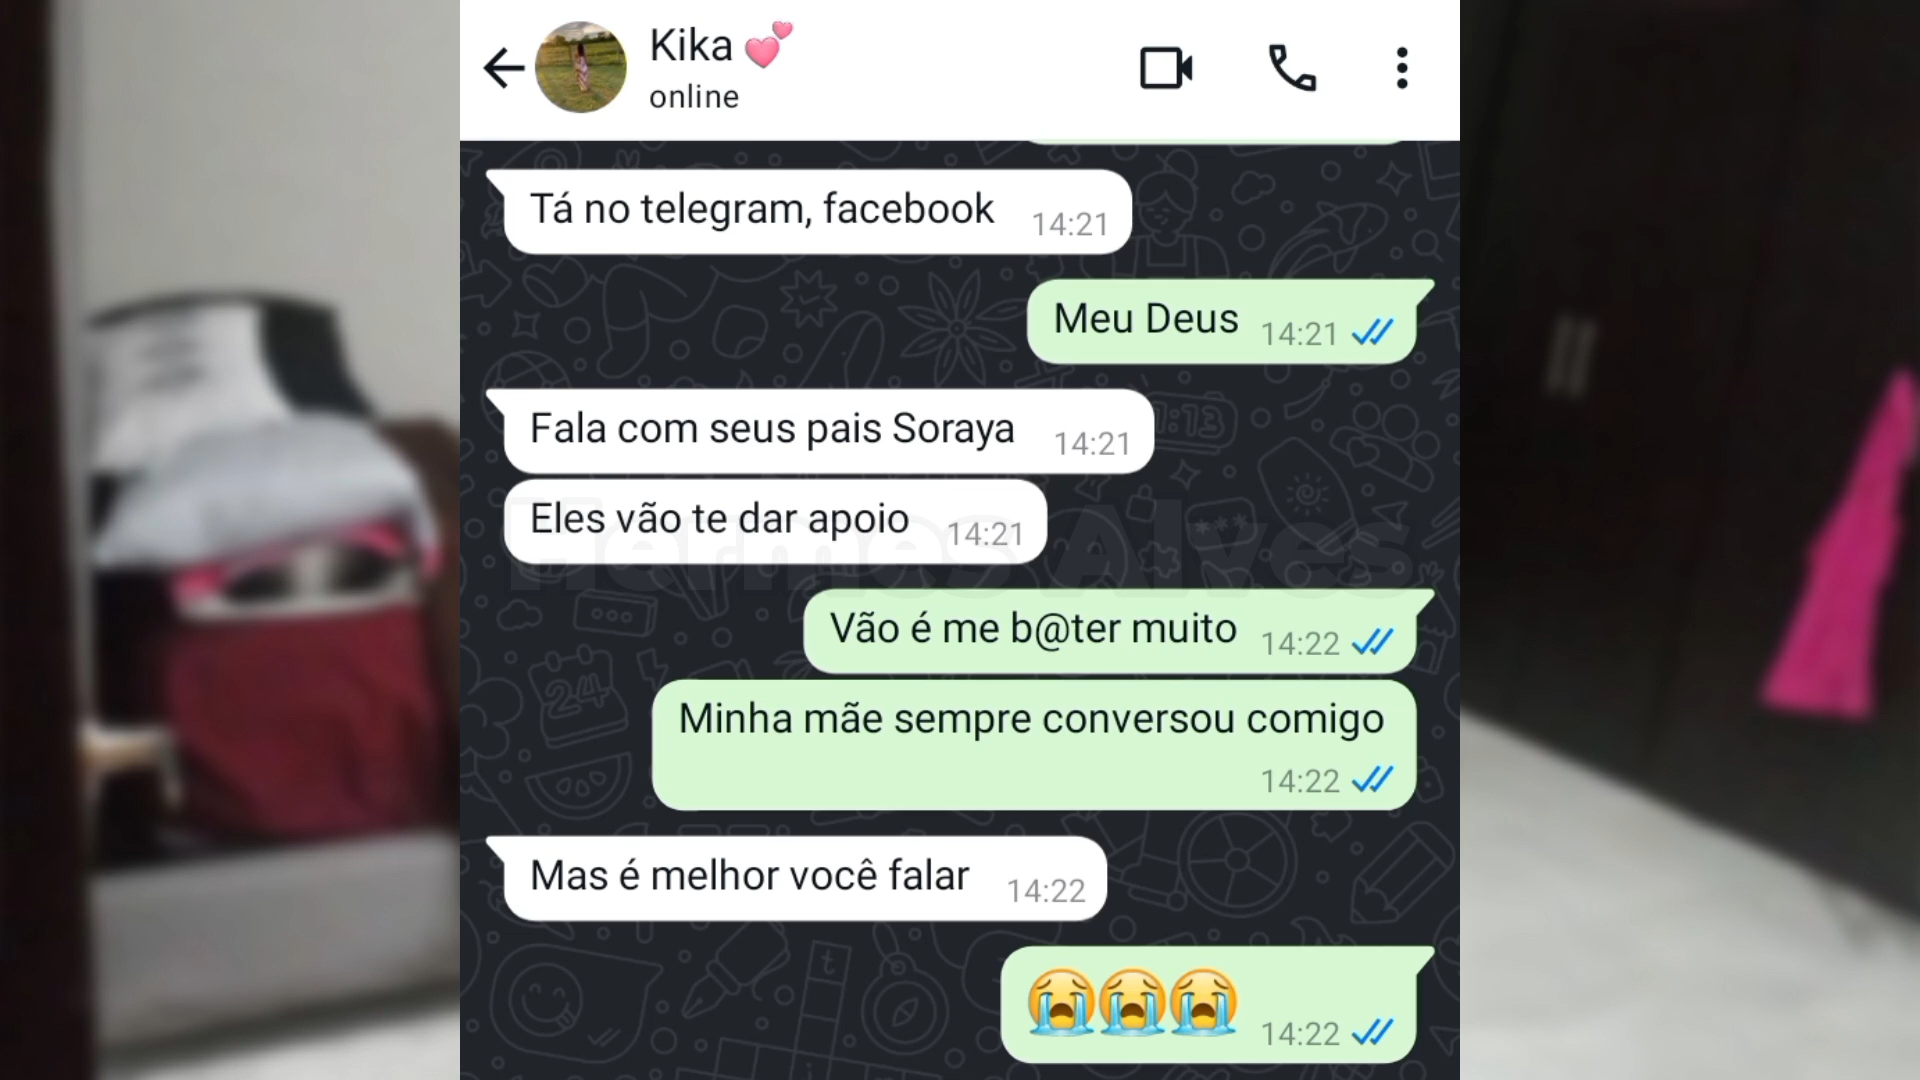 Kika 💕
online
Tá no telegram, facebook 14:21
Meu Deus 14:21
Fala com seus pais Soraya 14:21
Eles vão te dar apoio 14:21
Hermes Alves
Vão é me b@ter muito 14:22
Minha mãe sempre conversou comigo
14:22
Mas é melhor você falar 14:22
😭😭😭 14:22